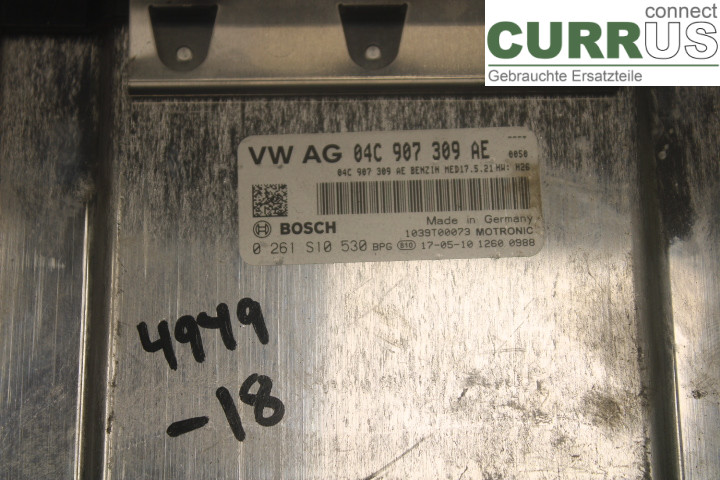 connect
CURRUS
Gebrauchte Ersatzteile
VW AG 04C 907 309 AE 0050
04C 907 309 AE BENZIN MED17.5.21 HW: H26
BOSCH
Made in Germany
1039T00073 MOTRONIC
0 261 S10 530 BPG 610 17-05-10 1260 0988
4949
-18